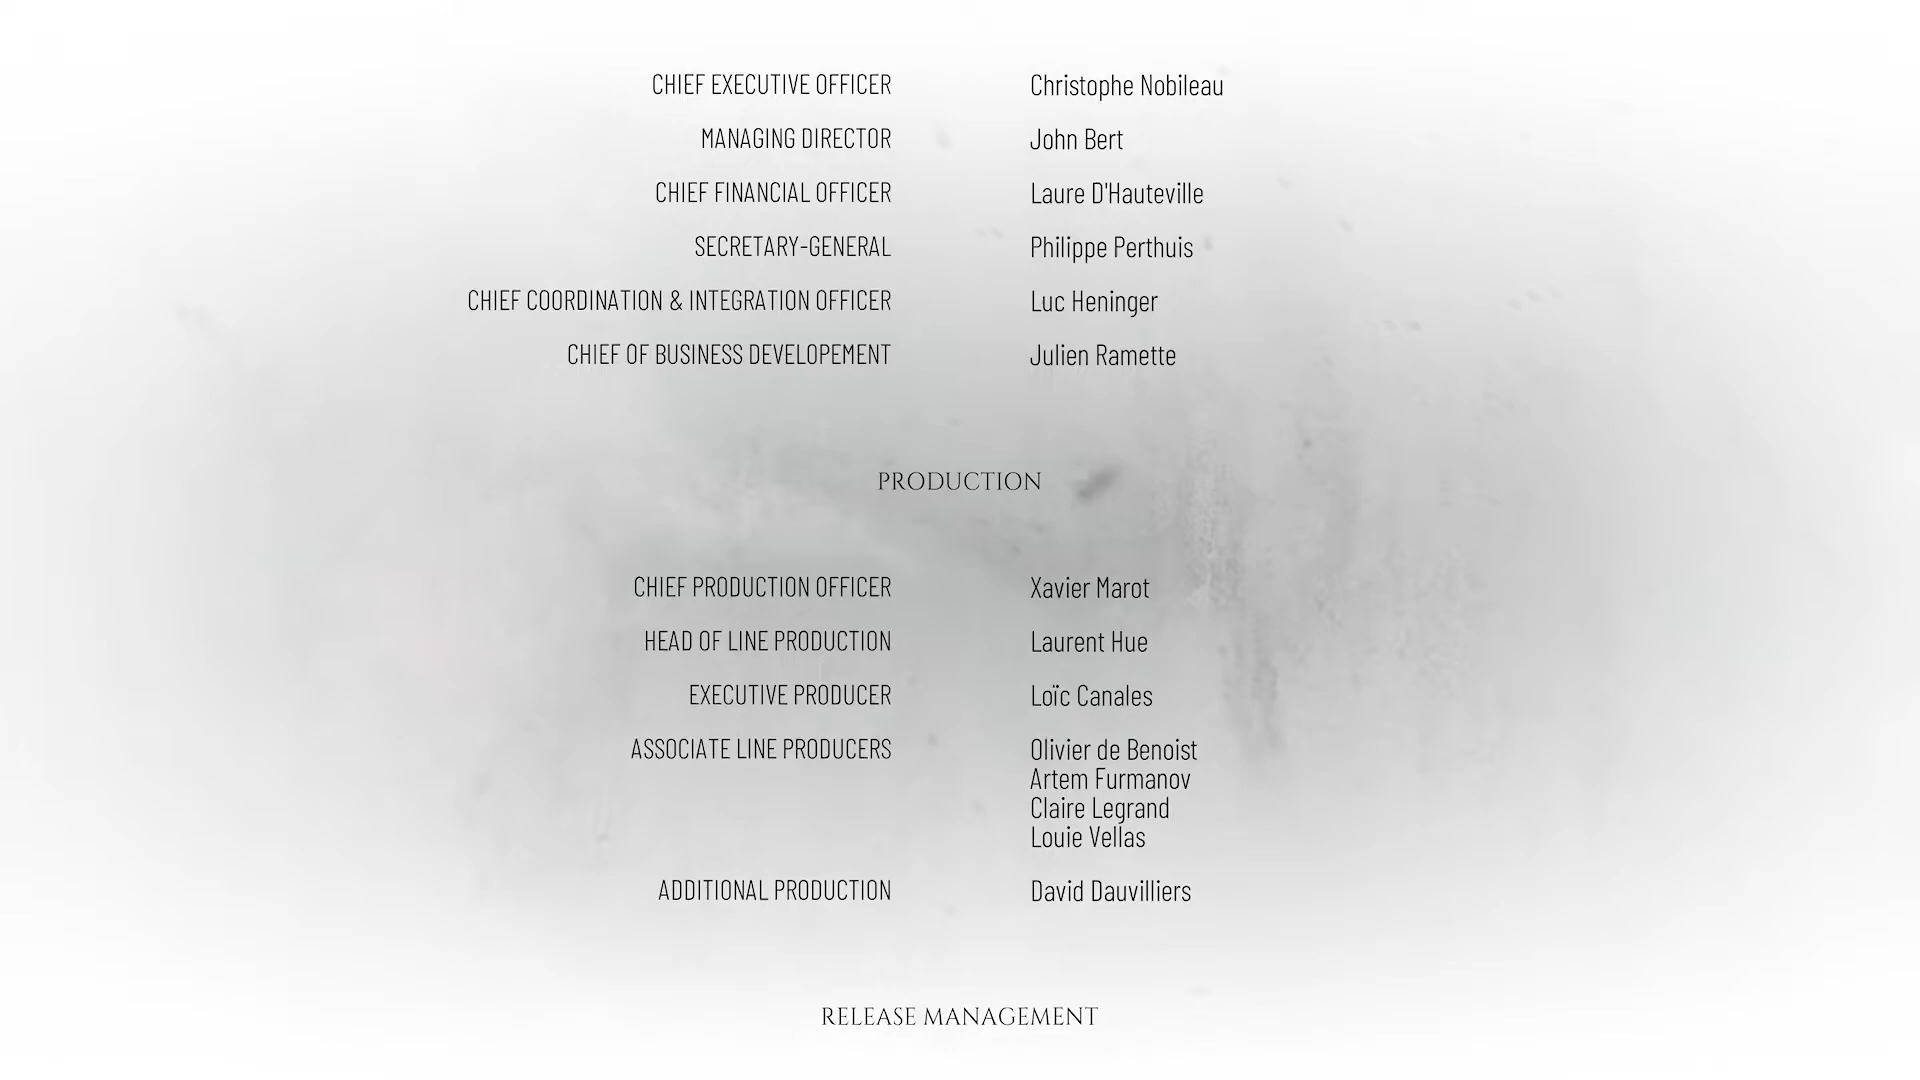 CHIEF EXECUTIVE OFFICER Christophe Nobileau
MANAGING DIRECTOR John Bert
CHIEF FINANCIAL OFFICER Laure D'Hauteville
SECRETARY-GENERAL Philippe Perthuis
CHIEF COORDINATION & INTEGRATION OFFICER Luc Heninger
CHIEF OF BUSINESS DEVELOPEMENT Julien Ramette
PRODUCTION
CHIEF PRODUCTION OFFICER Xavier Marot
HEAD OF LINE PRODUCTION Laurent Hue
EXECUTIVE PRODUCER Loïc Canales
ASSOCIATE LINE PRODUCERS Olivier de Benoist
Artem Furmanov
Claire Legrand
Louie Vellas
ADDITIONAL PRODUCTION David Dauvilliers
RELEASE MANAGEMENT